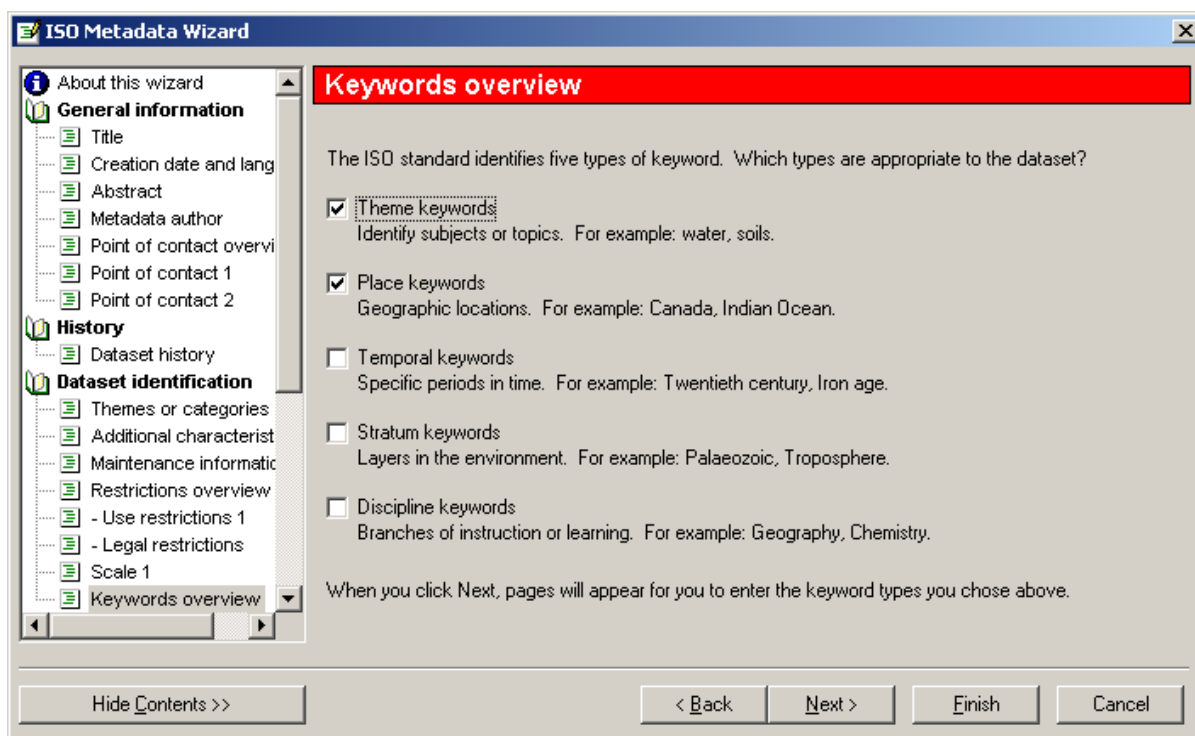 ISO Metadata Wizard
About this wizard
General information
Title
Creation date and lang
Abstract
Metadata author
Point of contact overvi
Point of contact 1
Point of contact 2
History
Dataset history
Dataset identification
Themes or categories
Additional characterist
Maintenance informatic
Restrictions overview
- Use restrictions 1
- Legal restrictions
Scale 1
Keywords overview
Keywords overview
The ISO standard identifies five types of keyword. Which types are appropriate to the dataset?
Theme keywords
Identify subjects or topics. For example: water, soils.
Place keywords
Geographic locations. For example: Canada, Indian Ocean.
Temporal keywords
Specific periods in time. For example: Twentieth century, Iron age.
Stratum keywords
Layers in the environment. For example: Palaeozoic, Troposphere.
Discipline keywords
Branches of instruction or learning. For example: Geography, Chemistry.
When you click Next, pages will appear for you to enter the keyword types you chose above.
Hide Contents >>
< Back
Next >
Finish
Cancel